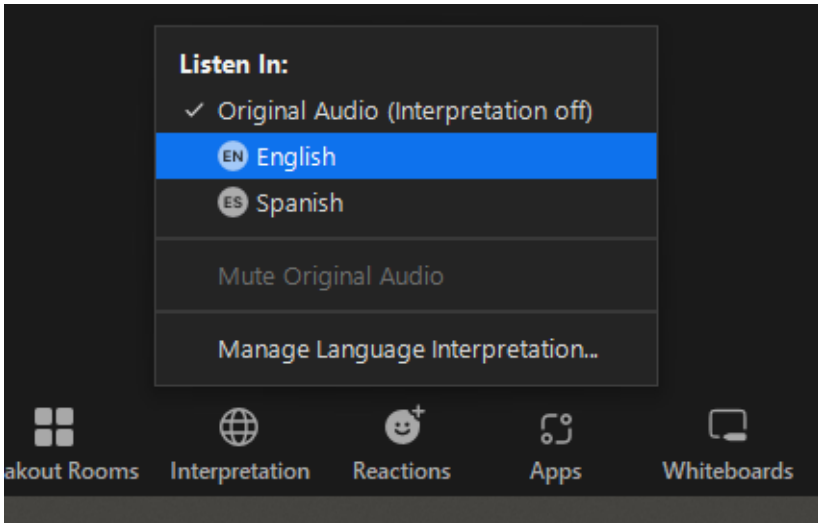 Listen In:
✓ Original Audio (Interpretation off)
EN English
ES Spanish
Mute Original Audio
Manage Language Interpretation...
akout Rooms Interpretation Reactions Apps Whiteboards